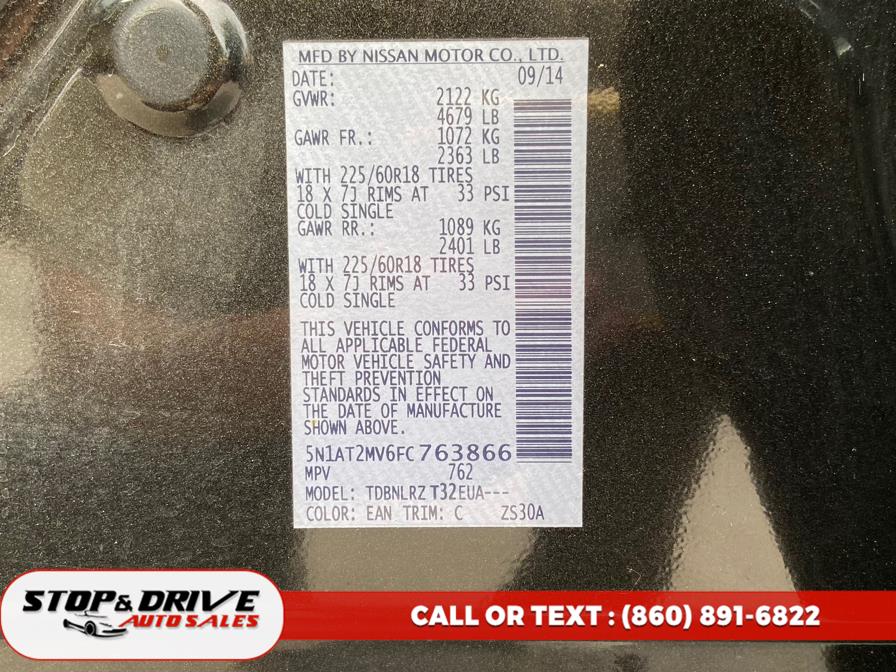 MFD BY NISSAN MOTOR CO., LTD.
DATE: 09/14
GVWR: 2122 KG
4679 LB
GAWR FR.: 1072 KG
2363 LB
WITH 225/60R18 TIRES
18 X 7J RIMS AT 33 PSI
COLD SINGLE
GAWR RR.: 1089 KG
2401 LB
WITH 225/60R18 TIRES
18 X 7J RIMS AT 33 PSI
COLD SINGLE
THIS VEHICLE CONFORMS TO
ALL APPLICABLE FEDERAL
MOTOR VEHICLE SAFETY AND
THEFT PREVENTION
STANDARDS IN EFFECT ON
THE DATE OF MANUFACTURE
SHOWN ABOVE.
5N1AT2MV6FC763866
MPV 762
MODEL: TDBNLRZ T32EUA---
COLOR: EAN TRIM: C ZS30A
STOP & DRIVE
AUTO SALES
CALL OR TEXT : (860) 891-6822